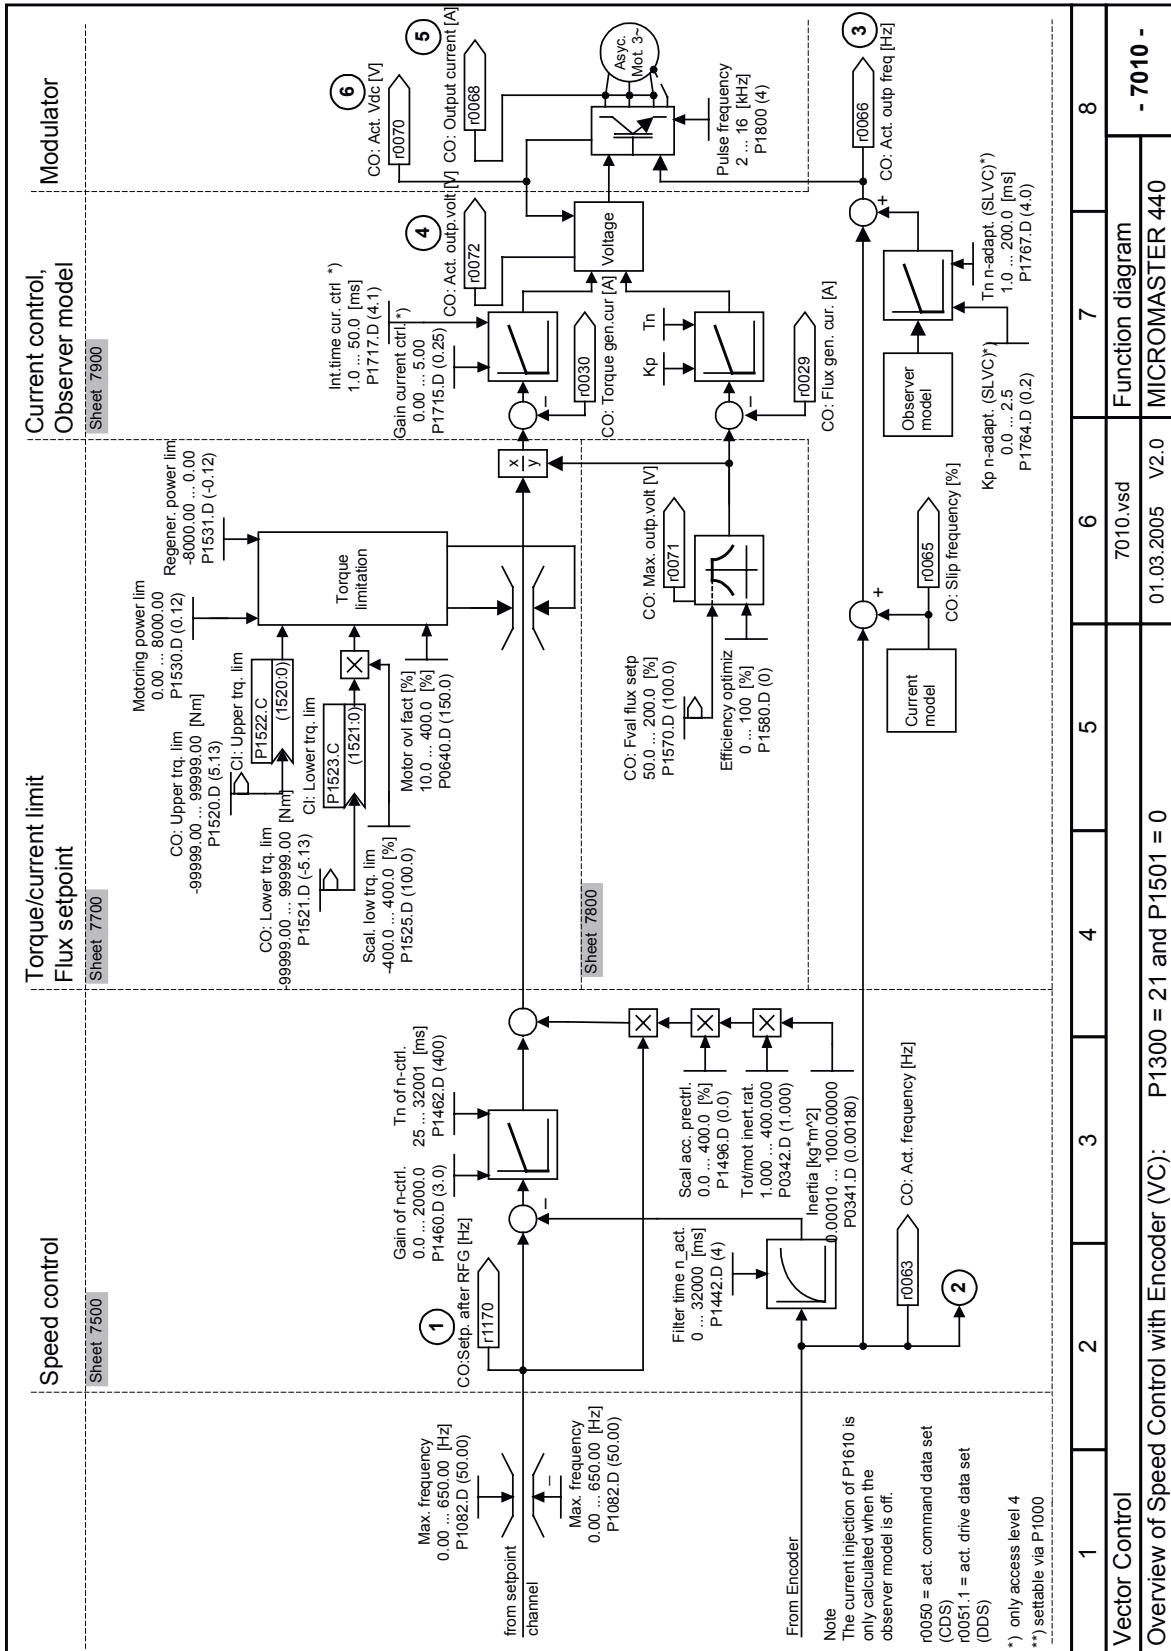 Speed control
Sheet 7500
Torque/current limit
Flux setpoint
Sheet 7700
Current control,
Observer model
Sheet 7900
Modulator
Max. frequency
0.00 ... 650.00 [Hz]
P1082.D (50.00)
from setpoint
channel
–
Max. frequency
0.00 ... 650.00 [Hz]
P1082.D (50.00)
1
CO:Setp. after RFG [Hz]
r1170
Gain of n-ctrl.
0.0 ... 2000.0
P1460.D (3.0)
Tn of n-ctrl.
25 ... 32001 [ms]
P1462.D (400)
–
Filter time n_act.
0 ... 32000 [ms]
P1442.D (4)
Scal acc. prectrl.
0.0 ... 400.0 [%]
P1496.D (0.0)
Tot/mot inert.rat.
1.000 ... 400.000
P0342.D (1.000)
Inertia [kg*m^2]
0.00010 ... 1000.00000
P0341.D (0.00180)
From Encoder
r0063
CO: Act. frequency [Hz]
2
CO: Upper trq. lim
-99999.00 ... 99999.00 [Nm]
P1520.D (5.13)
CI: Upper trq. lim
P1522.C
(1520:0)
CO: Lower trq. lim
-99999.00 ... 99999.00 [Nm]
P1521.D (-5.13)
CI: Lower trq. lim
P1523.C
(1521:0)
Scal. low trq. lim
-400.0 ... 400.0 [%]
P1525.D (100.0)
Motor ovl fact [%]
10.0 ... 400.0 [%]
P0640.D (150.0)
Motoring power lim
0.00 ... 8000.00
P1530.D (0.12)
Regener. power lim
-8000.00 ... 0.00
P1531.D (-0.12)
Torque
limitation
Sheet 7800
CO: Fval flux setp
50.0 ... 200.0 [%]
P1570.D (100.0)
Efficiency optimiz
0 ... 100 [%]
P1580.D (0)
CO: Max. outp.volt [V]
r0071
x
y
Int.time cur. ctrl *)
1.0 ... 50.0 [ms]
P1717.D (4.1)
Gain current ctrl. *)
0.00 ... 5.00
P1715.D (0.25)
–
r0030
CO: Torque gen.cur [A]
Kp
Tn
–
r0029
CO: Flux gen. cur. [A]
4
CO: Act. outp.volt [V]
r0072
Voltage
6
CO: Act. Vdc [V]
r0070
5
CO: Output current [A]
r0068
Asyc.
Mot. 3~
Pulse frequency
2 ... 16 [kHz]
P1800 (4)
3
CO: Act. outp freq [Hz]
r0066
Current
model
r0065
CO: Slip frequency [%]
+
Observer
model
Kp n-adapt. (SLVC)*)
0.0 ... 2.5
P1764.D (0.2)
Tn n-adapt. (SLVC)*)
1.0 ... 200.0 [ms]
P1767.D (4.0)
+
Note
The current injection of P1610 is
only calculated when the
observer model is off.
r0050 = act. command data set
(CDS)
r0051.1 = act. drive data set
(DDS)
*) only access level 4
**) settable via P1000
1 2 3 4 5 6 7 8
Vector Control
7010.vsd
Function diagram
- 7010 -
Overview of Speed Control with Encoder (VC): P1300 = 21 and P1501 = 0
01.03.2005 V2.0
MICROMASTER 440